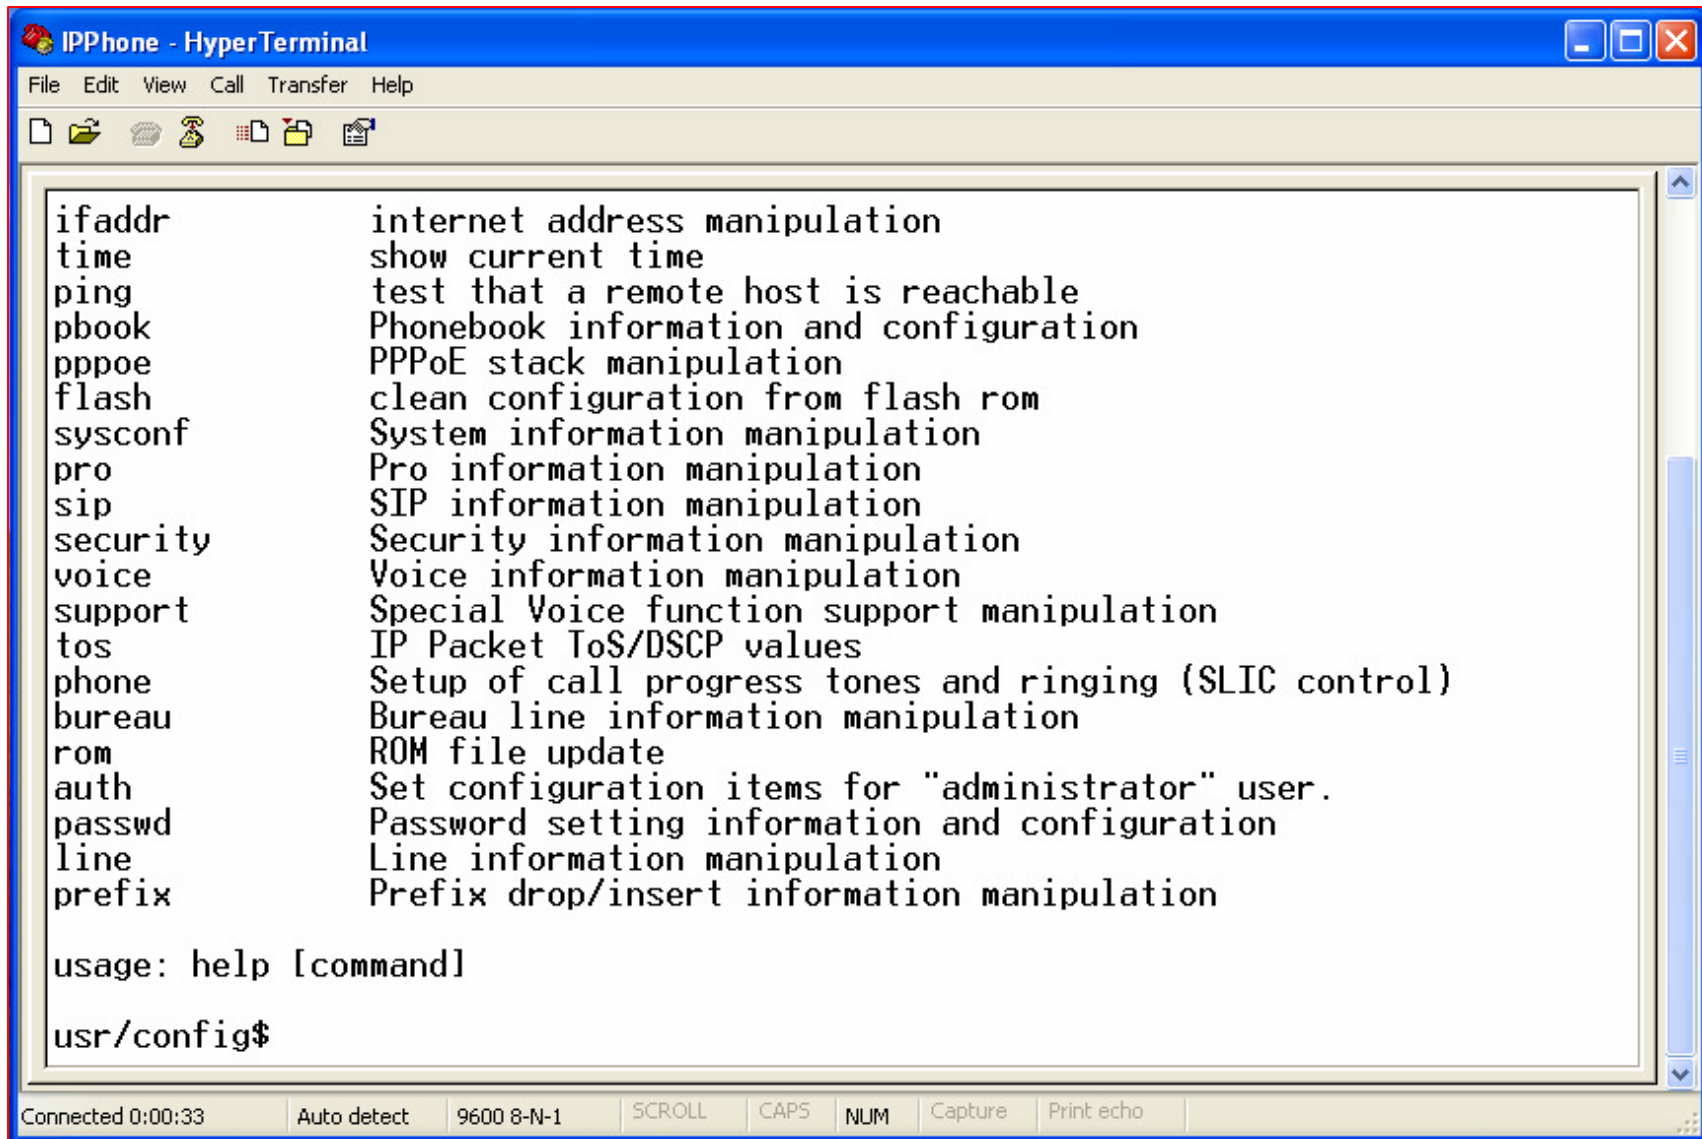 IPPhone - HyperTerminal
File Edit View Call Transfer Help
ifaddr internet address manipulation
time show current time
ping test that a remote host is reachable
pbook Phonebook information and configuration
pppoe PPPoE stack manipulation
flash clean configuration from flash rom
sysconf System information manipulation
pro Pro information manipulation
sip SIP information manipulation
security Security information manipulation
voice Voice information manipulation
support Special Voice function support manipulation
tos IP Packet ToS/DSCP values
phone Setup of call progress tones and ringing (SLIC control)
bureau Bureau line information manipulation
rom ROM file update
auth Set configuration items for "administrator" user.
passwd Password setting information and configuration
line Line information manipulation
prefix Prefix drop/insert information manipulation
usage: help [command]
usr/config$
Connected 0:00:33 Auto detect 9600 8-N-1 SCROLL CAPS NUM Capture Print echo